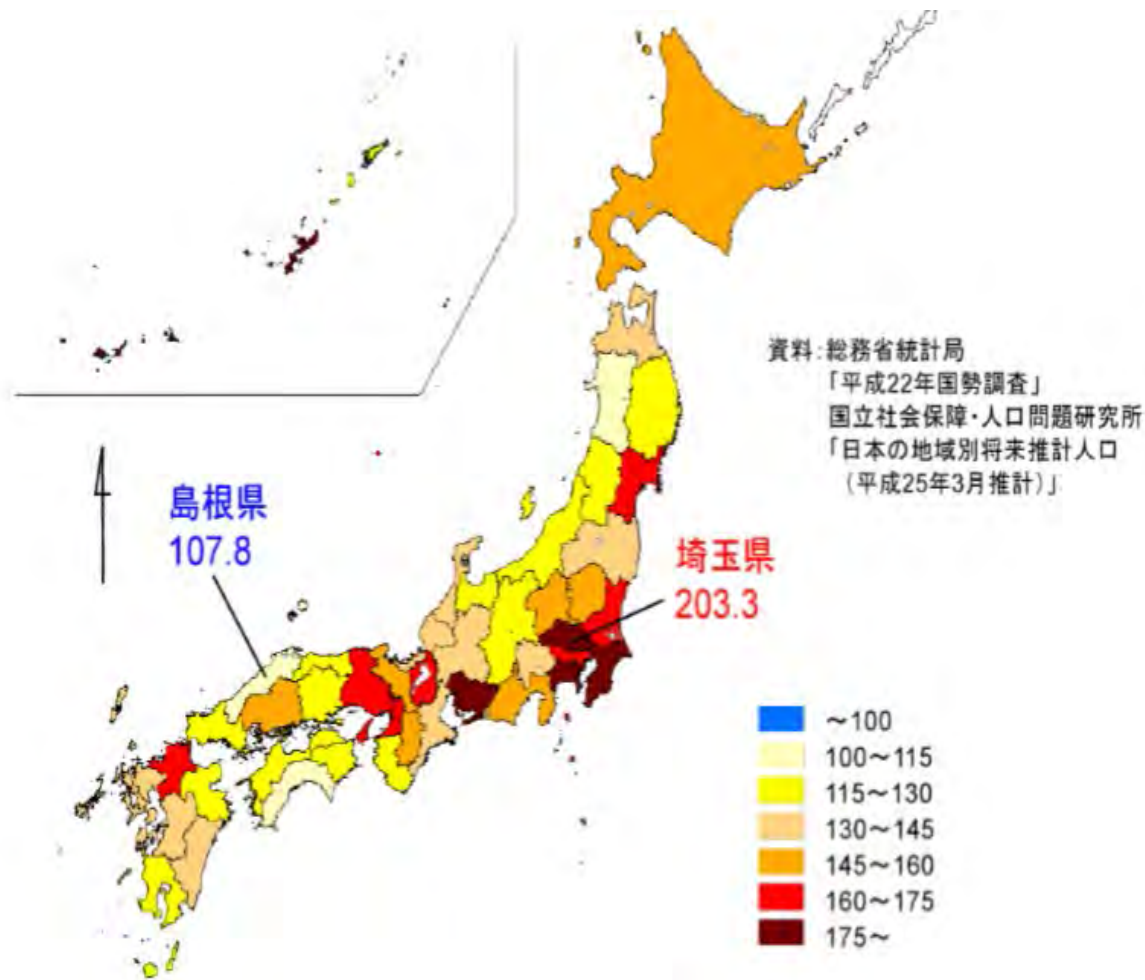 資料:総務省統計局
「平成22年国勢調査」
国立社会保障・人口問題研究所
「日本の地域別将来推計人口
(平成25年3月推計)」
島根県
107.8
埼玉県
203.3
～100
100～115
115～130
130～145
145～160
160～175
175～